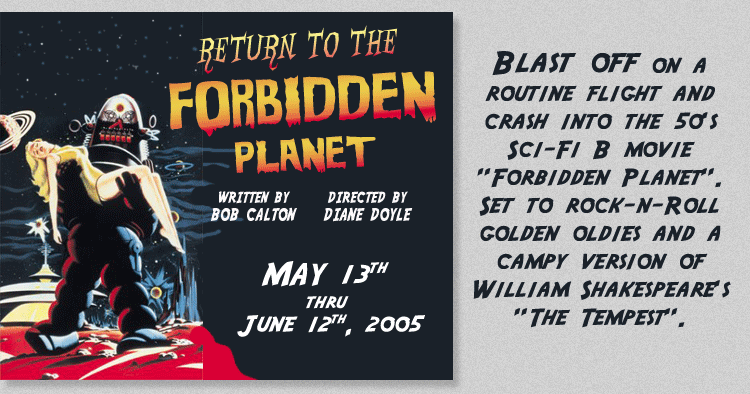 RETURN TO THE
FORBIDDEN
PLANET
WRITTEN BY
BOB CALTON
DIRECTED BY
DIANE DOYLE
MAY 13TH
THRU
JUNE 12TH, 2005
BLAST OFF ON A
ROUTINE FLIGHT AND
CRASH INTO THE 50'S
SCI-FI B MOVIE
"FORBIDDEN PLANET".
SET TO ROCK-N-ROLL
GOLDEN OLDIES AND A
CAMPY VERSION OF
WILLIAM SHAKESPEARE'S
"THE TEMPEST".